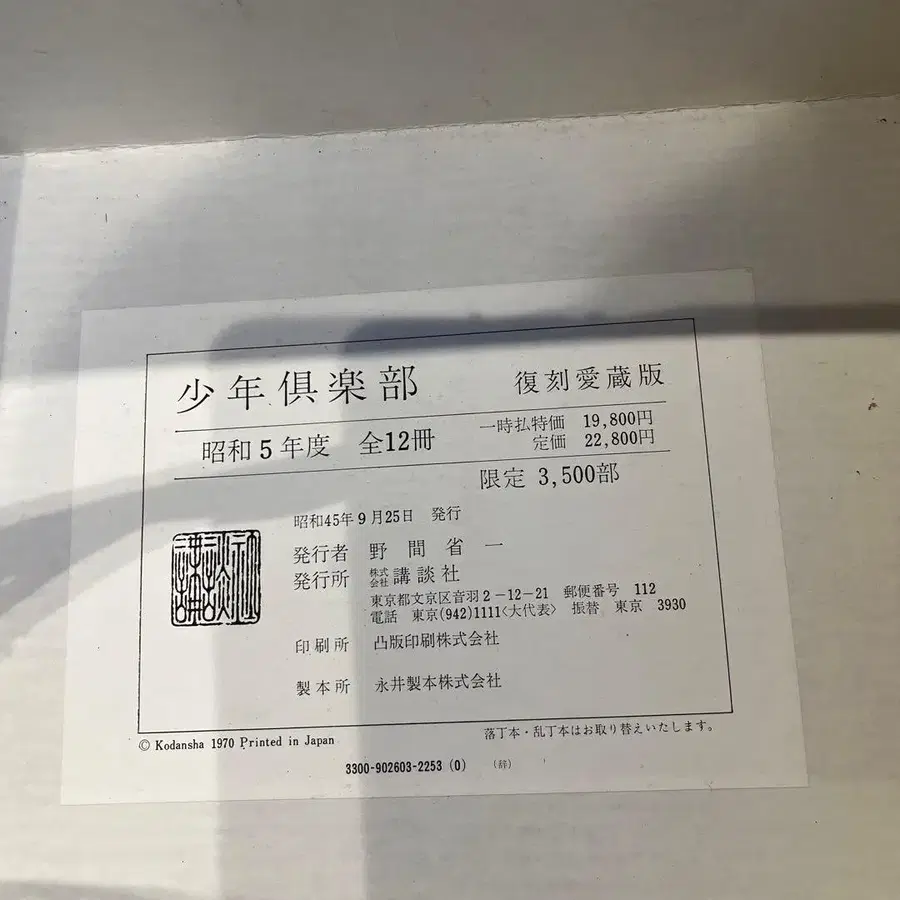 少年倶楽部 復刻愛蔵版
昭和5年度 全12冊
一時払特価 19,800円
定価 22,800円
限定 3,500部
昭和45年9月25日 発行
発行者 野間省一
発行所 株式会社講談社
東京都文京区音羽2-12-21 郵便番号 112
電話 東京(942)1111〈大代表〉 振替 東京 3930
印刷所 凸版印刷株式会社
製本所 永井製本株式会社
© Kodansha 1970 Printed in Japan
落丁本・乱丁本はお取り替えいたします。
3300-902603-2253 (0) (辞)